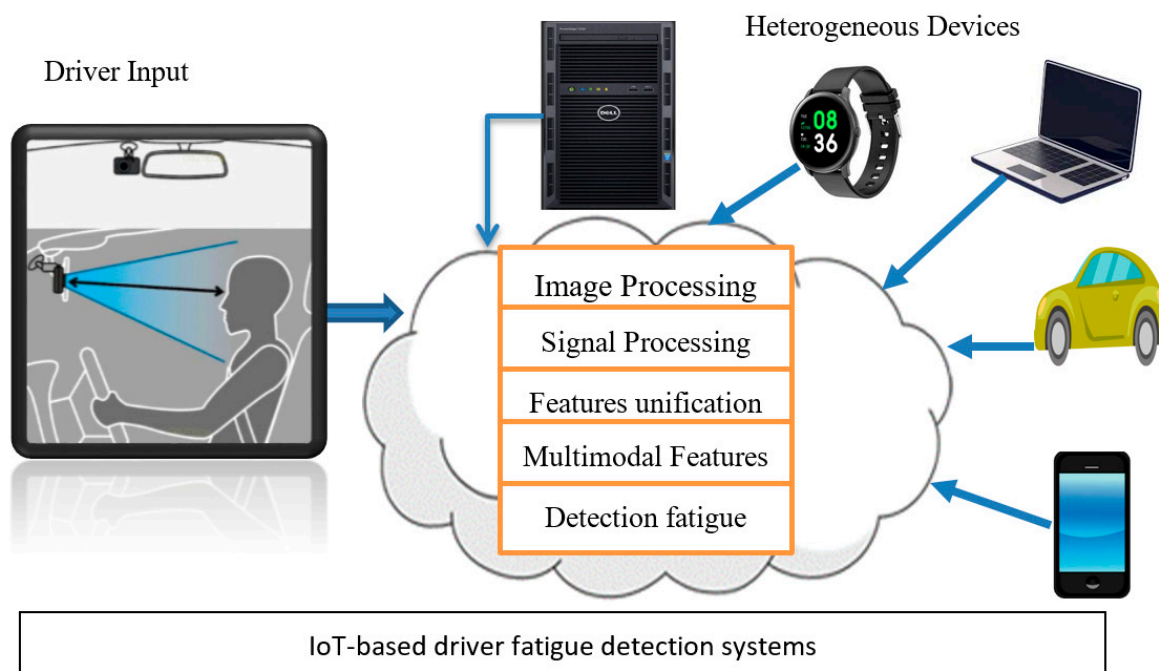 Driver Input
Heterogeneous Devices
DELL
08
36
Image Processing
Signal Processing
Features unification
Multimodal Features
Detection fatigue
IoT-based driver fatigue detection systems